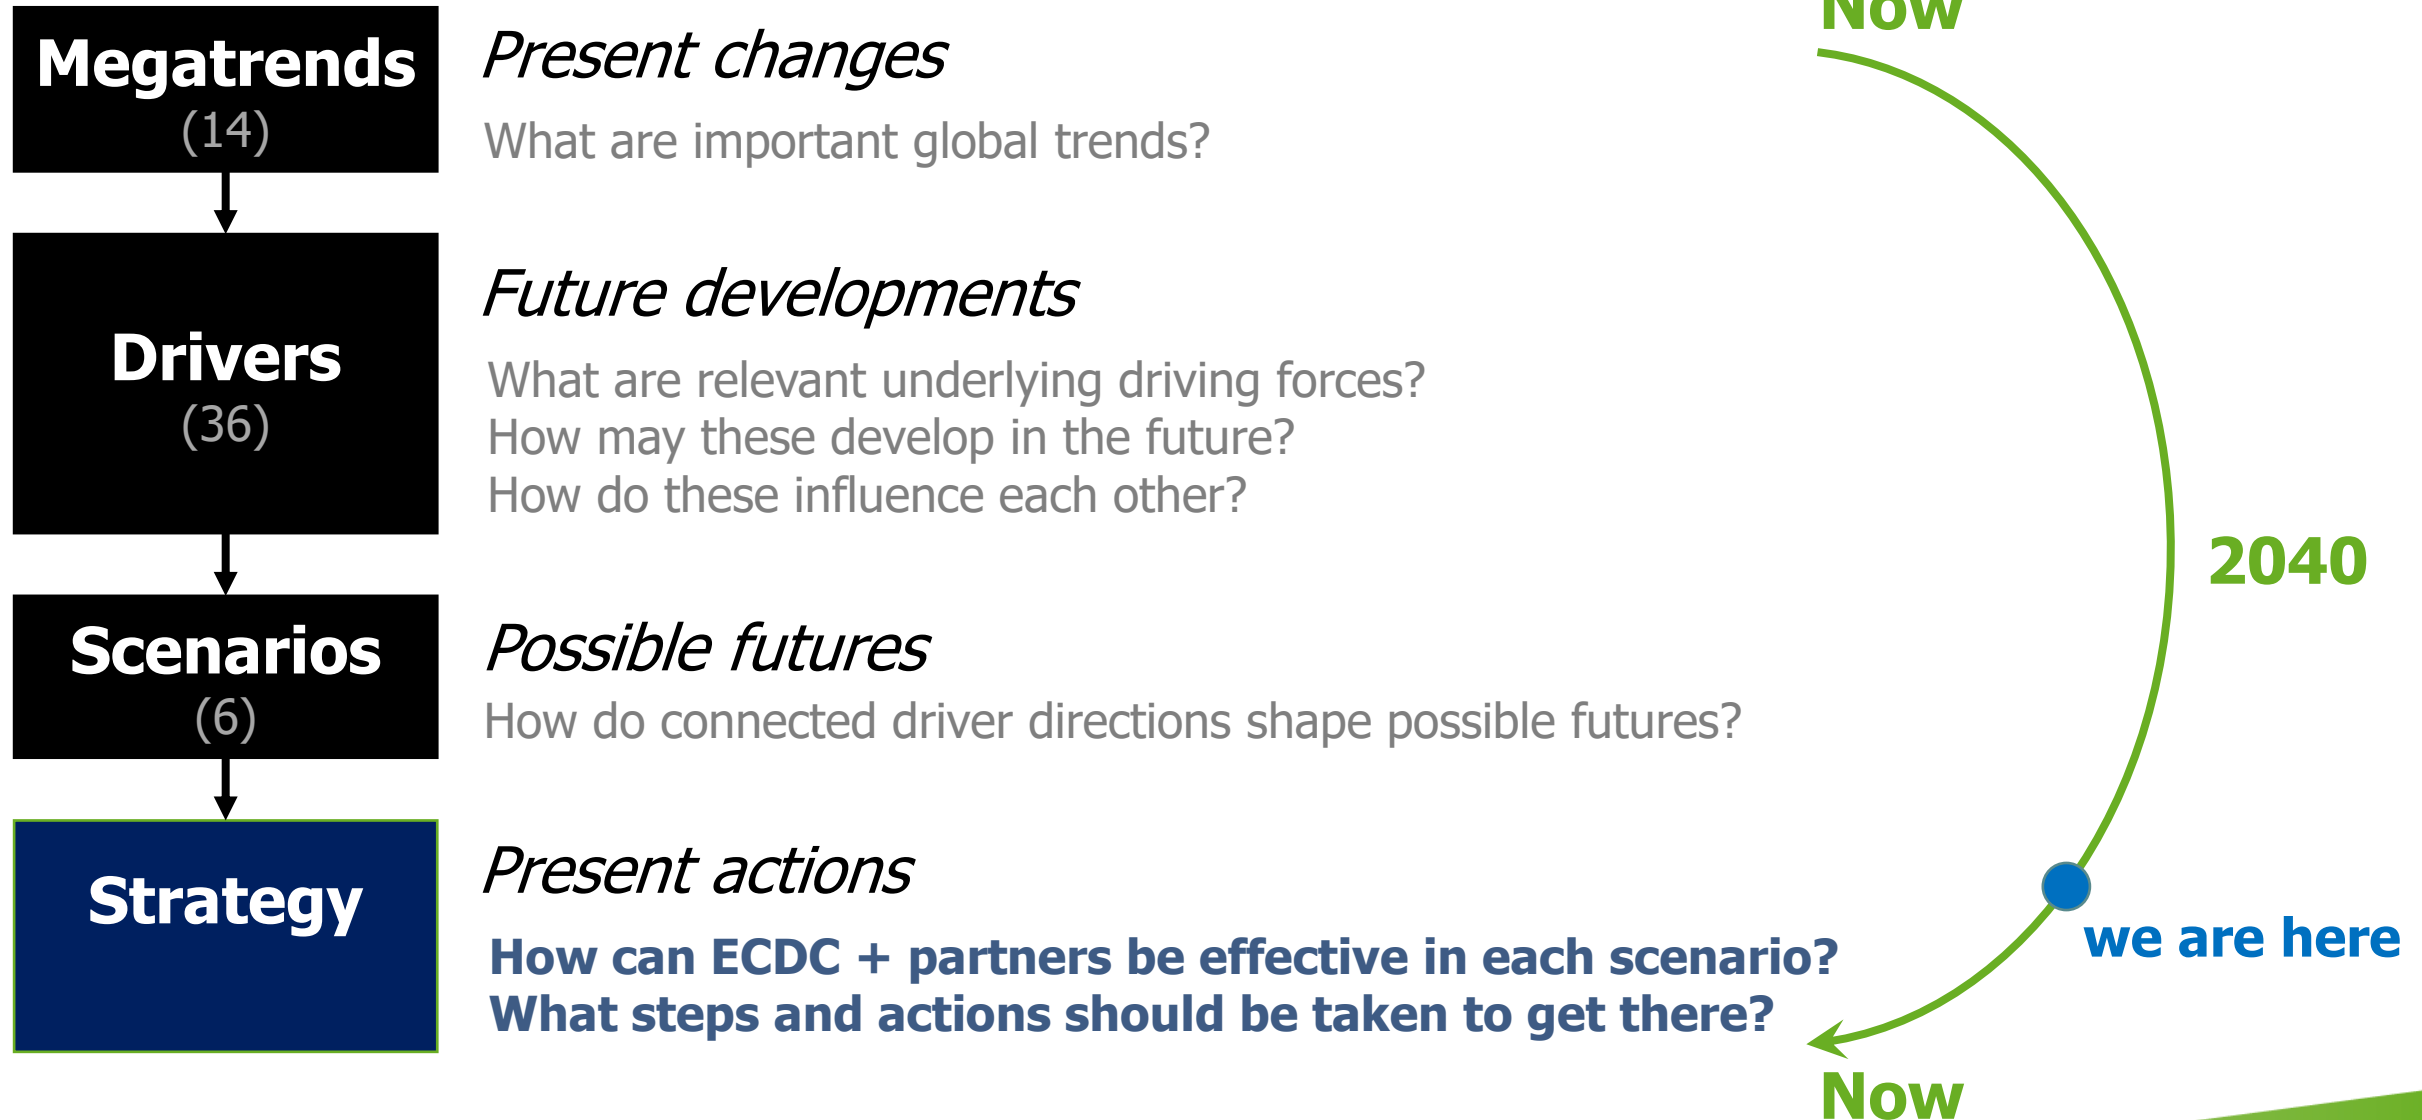 Now
Megatrends
(14)
Present changes
What are important global trends?
Drivers
(36)
Future developments
What are relevant underlying driving forces?
How may these develop in the future?
How do these influence each other?
2040
Scenarios
(6)
Possible futures
How do connected driver directions shape possible futures?
Strategy
Present actions
How can ECDC + partners be effective in each scenario?
What steps and actions should be taken to get there?
we are here
Now